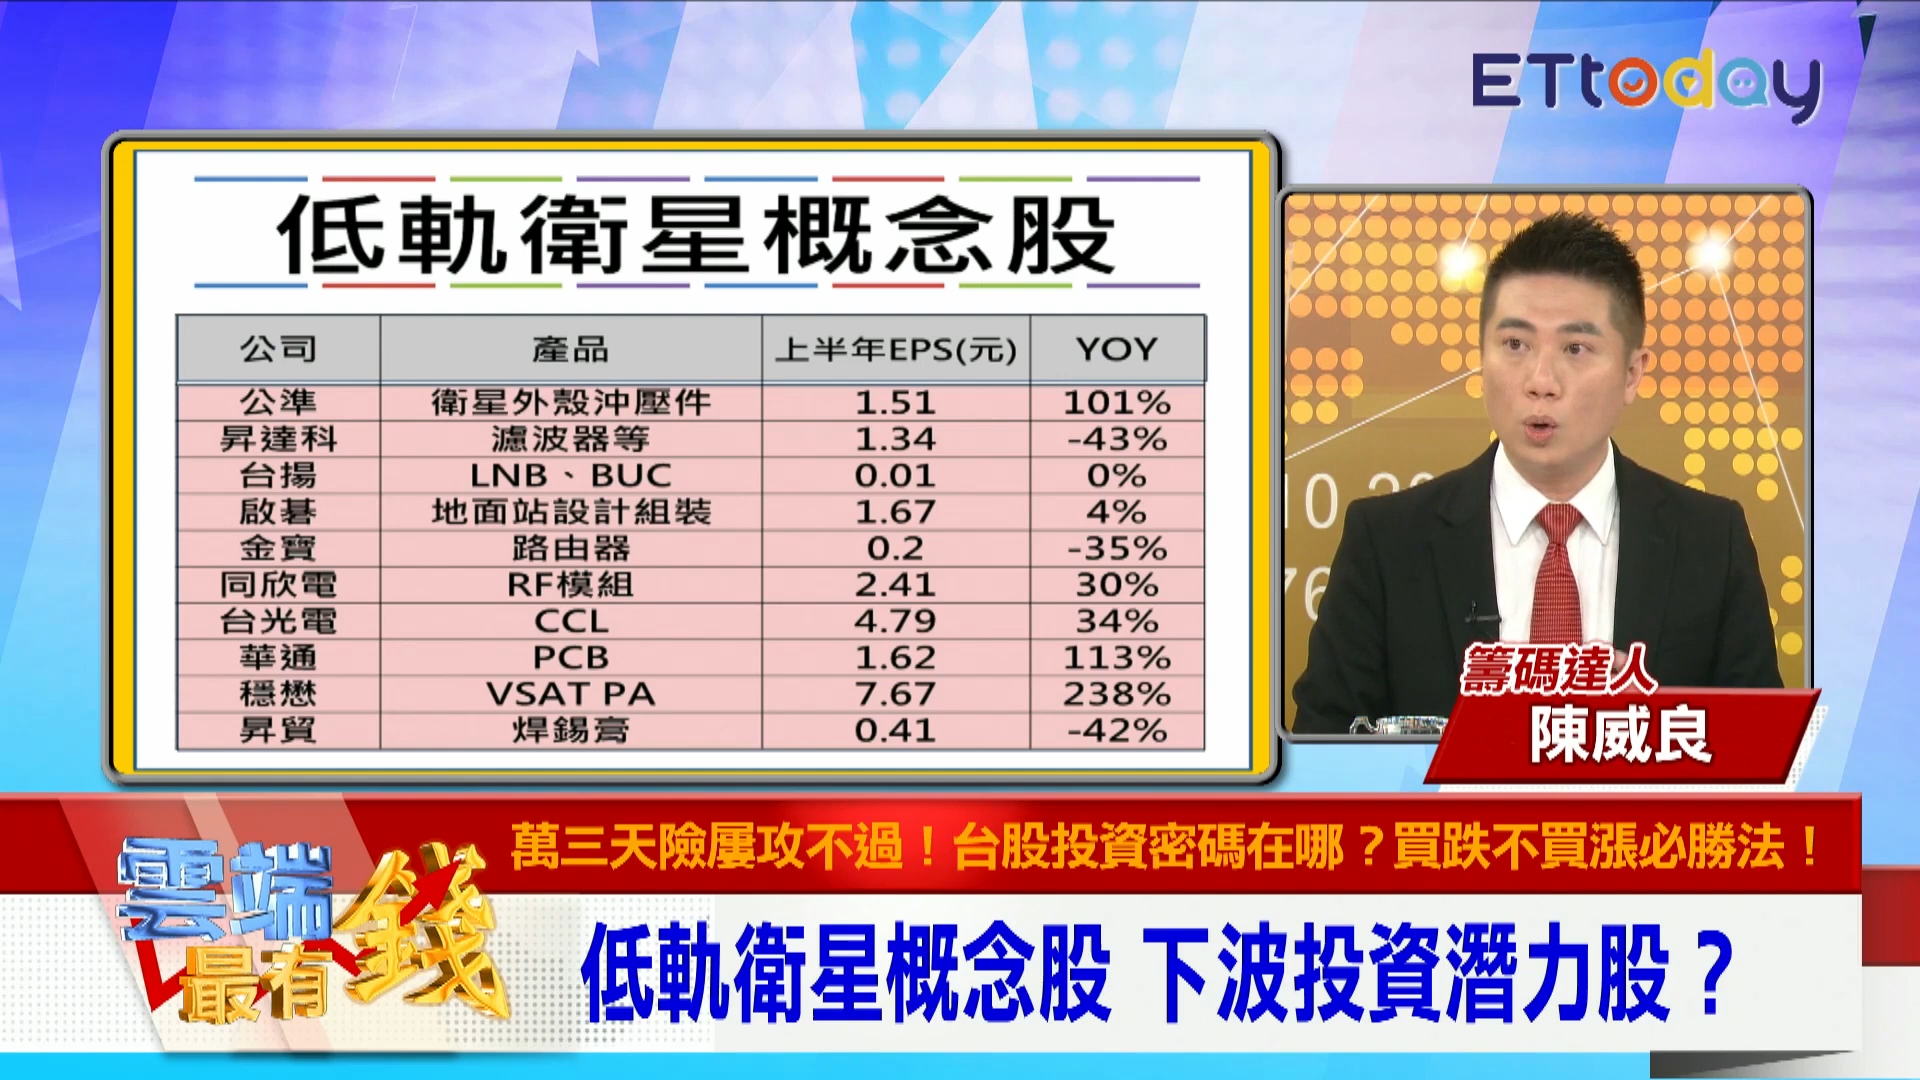 ETtoday
低軌衛星概念股
公司 產品 上半年EPS(元) YOY
公準 衛星外殼沖壓件 1.51 101%
昇達科 濾波器等 1.34 -43%
台揚 LNB、BUC 0.01 0%
啟碁 地面站設計組裝 1.67 4%
金寶 路由器 0.2 -35%
同欣電 RF模組 2.41 30%
台光電 CCL 4.79 34%
華通 PCB 1.62 113%
穩懋 VSAT PA 7.67 238%
昇貿 焊錫膏 0.41 -42%
籌碼達人
陳威良
萬三天險屢攻不過！台股投資密碼在哪？買跌不買漲必勝法！
雲端
最有錢
低軌衛星概念股 下波投資潛力股？